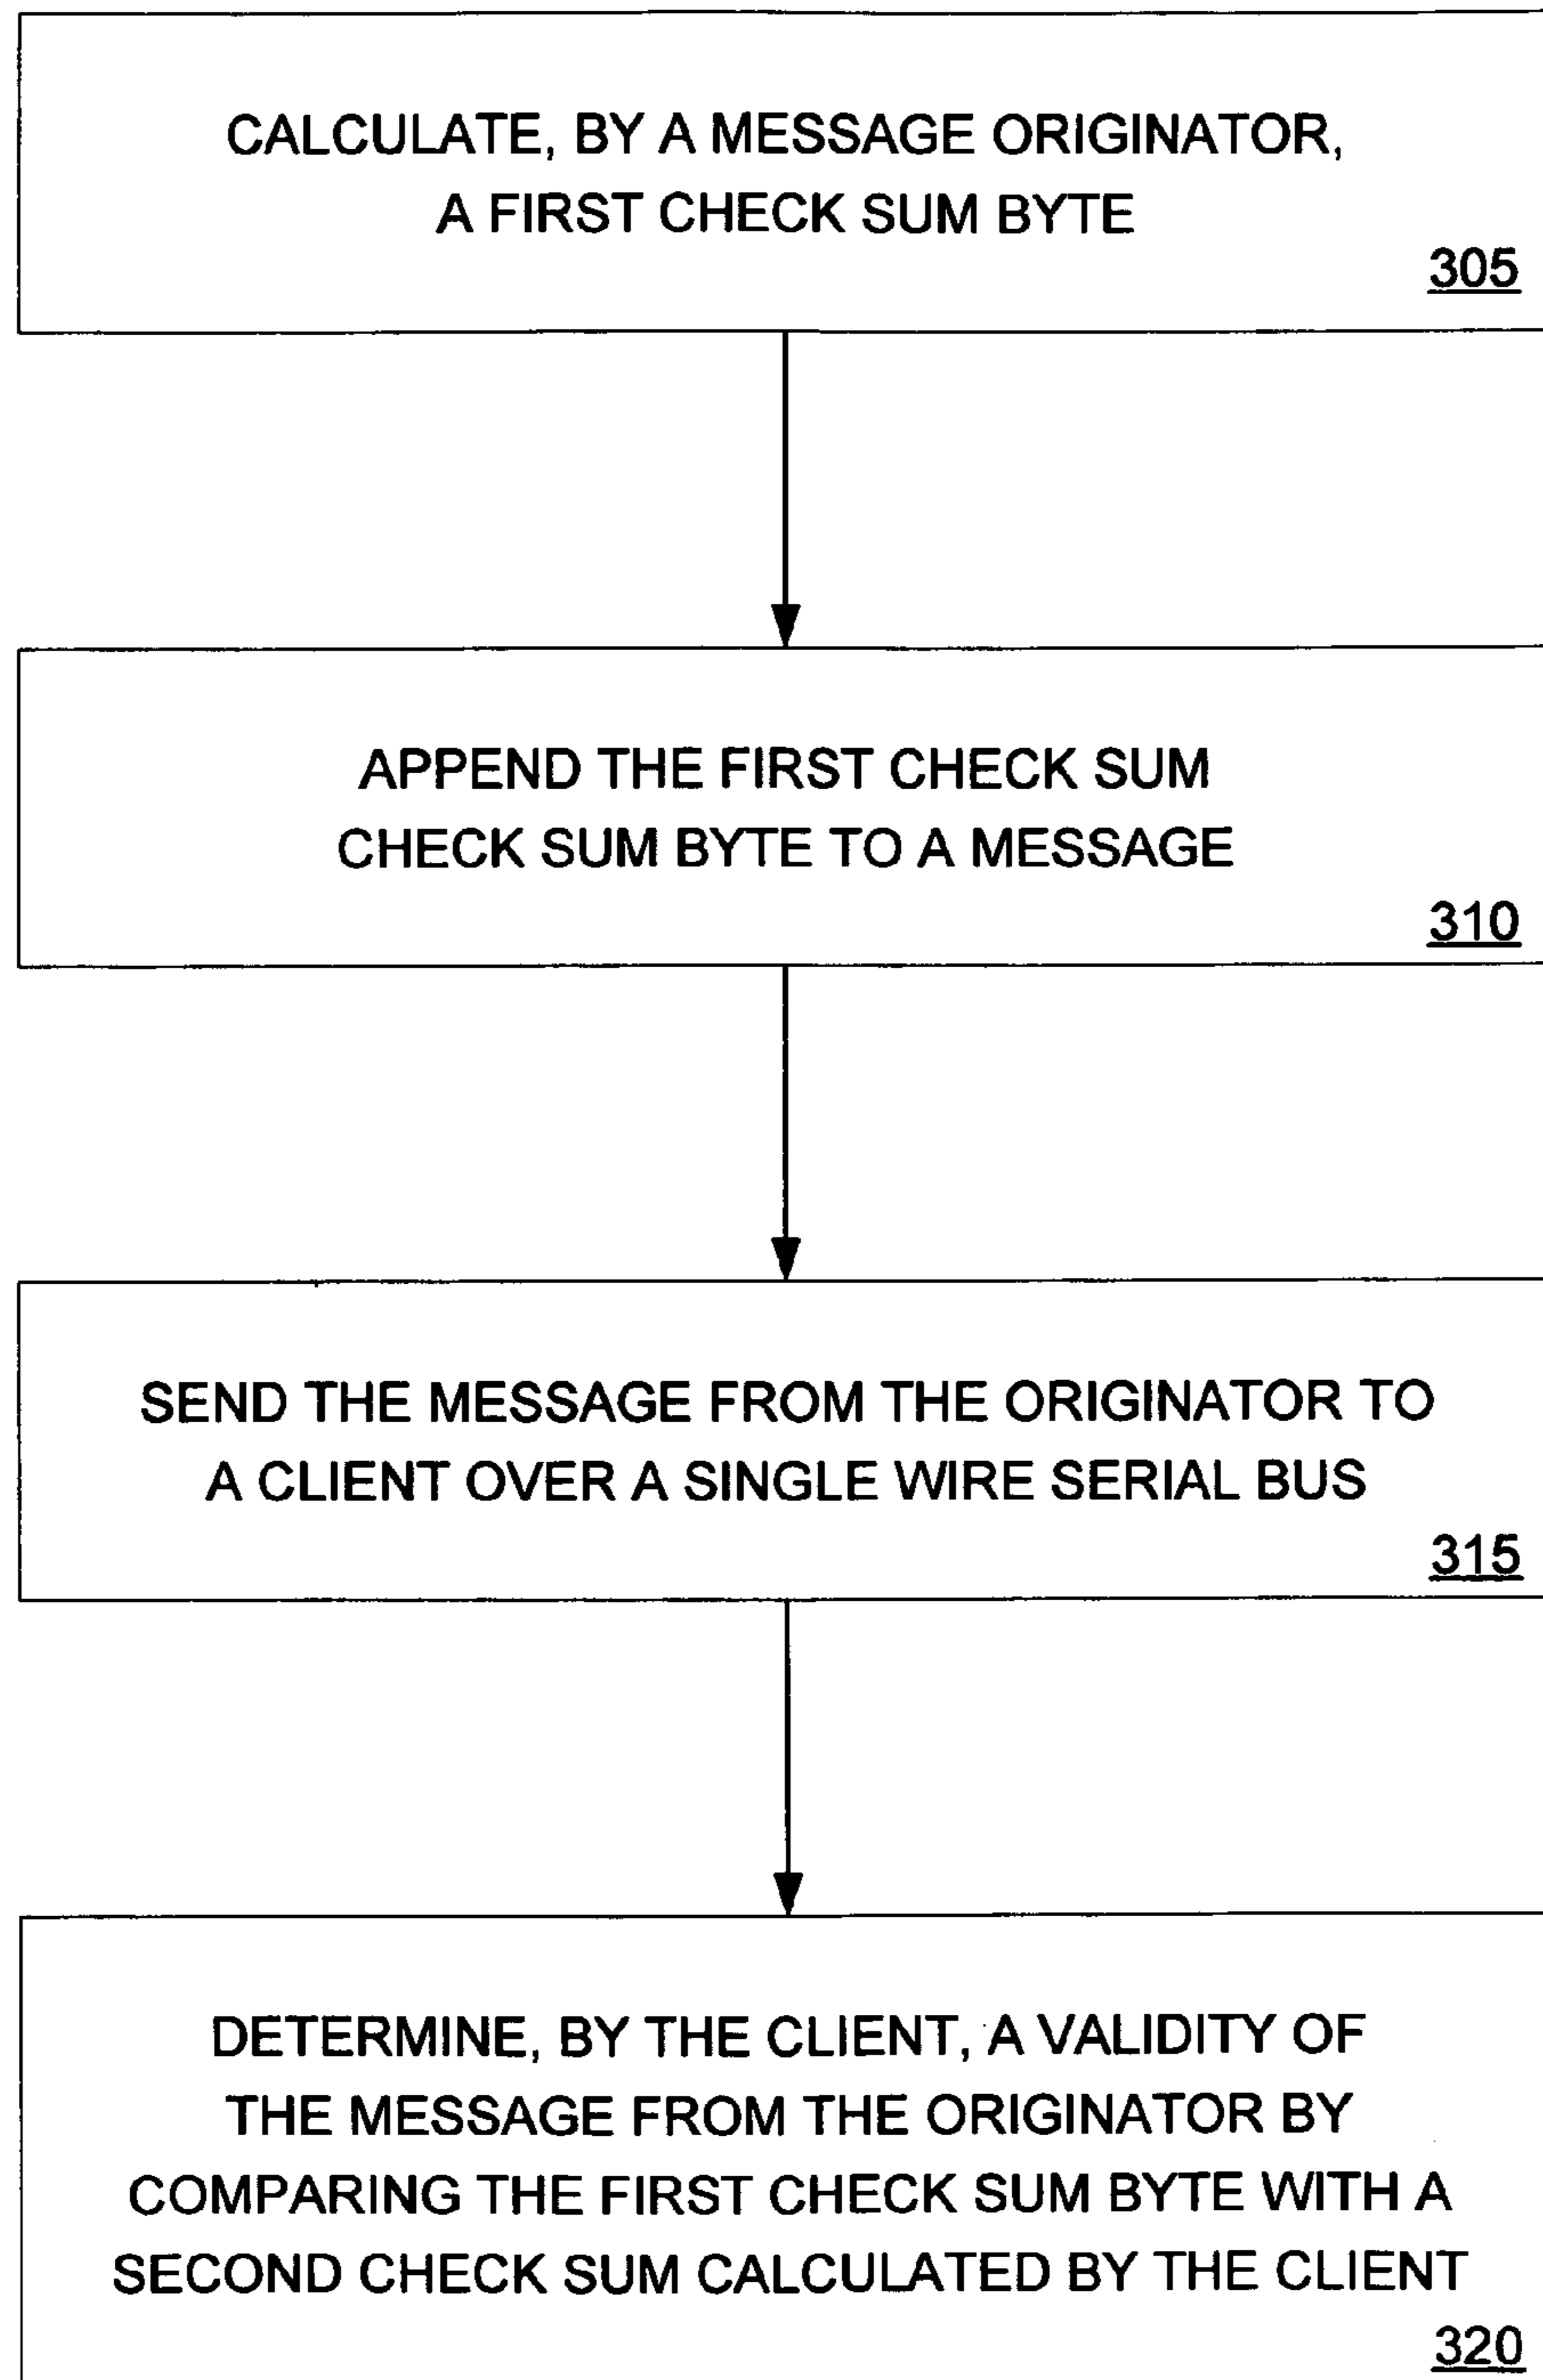 CALCULATE, BY A MESSAGE ORIGINATOR,
A FIRST CHECK SUM BYTE
305
APPEND THE FIRST CHECK SUM
CHECK SUM BYTE TO A MESSAGE
310
SEND THE MESSAGE FROM THE ORIGINATOR TO
A CLIENT OVER A SINGLE WIRE SERIAL BUS
315
DETERMINE, BY THE CLIENT, A VALIDITY OF
THE MESSAGE FROM THE ORIGINATOR BY
COMPARING THE FIRST CHECK SUM BYTE WITH A
SECOND CHECK SUM CALCULATED BY THE CLIENT
320